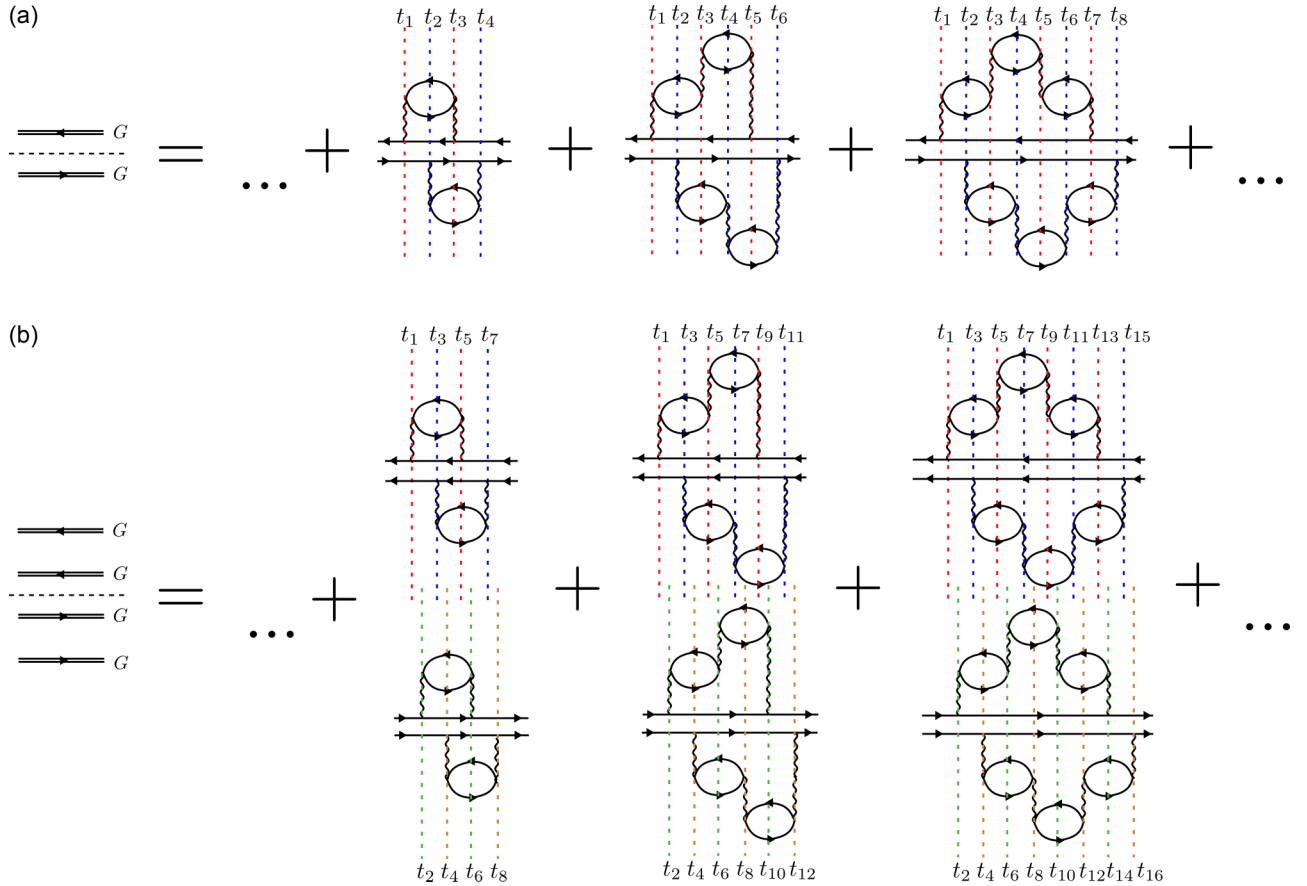 (a)
t₁ t₂ t₃ t₄
t₁ t₂ t₃ t₄ t₅ t₆
t₁ t₂ t₃ t₄ t₅ t₆ t₇ t₈
G
=
... + + + + ...
G
(b)
t₁ t₃ t₅ t₇
t₁ t₃ t₅ t₇ t₉ t₁₁
t₁ t₃ t₅ t₇ t₉ t₁₁ t₁₃ t₁₅
G
G
=
... + + + + ...
G
G
t₂ t₄ t₆ t₈
t₂ t₄ t₆ t₈ t₁₀ t₁₂
t₂ t₄ t₆ t₈ t₁₀ t₁₂ t₁₄ t₁₆